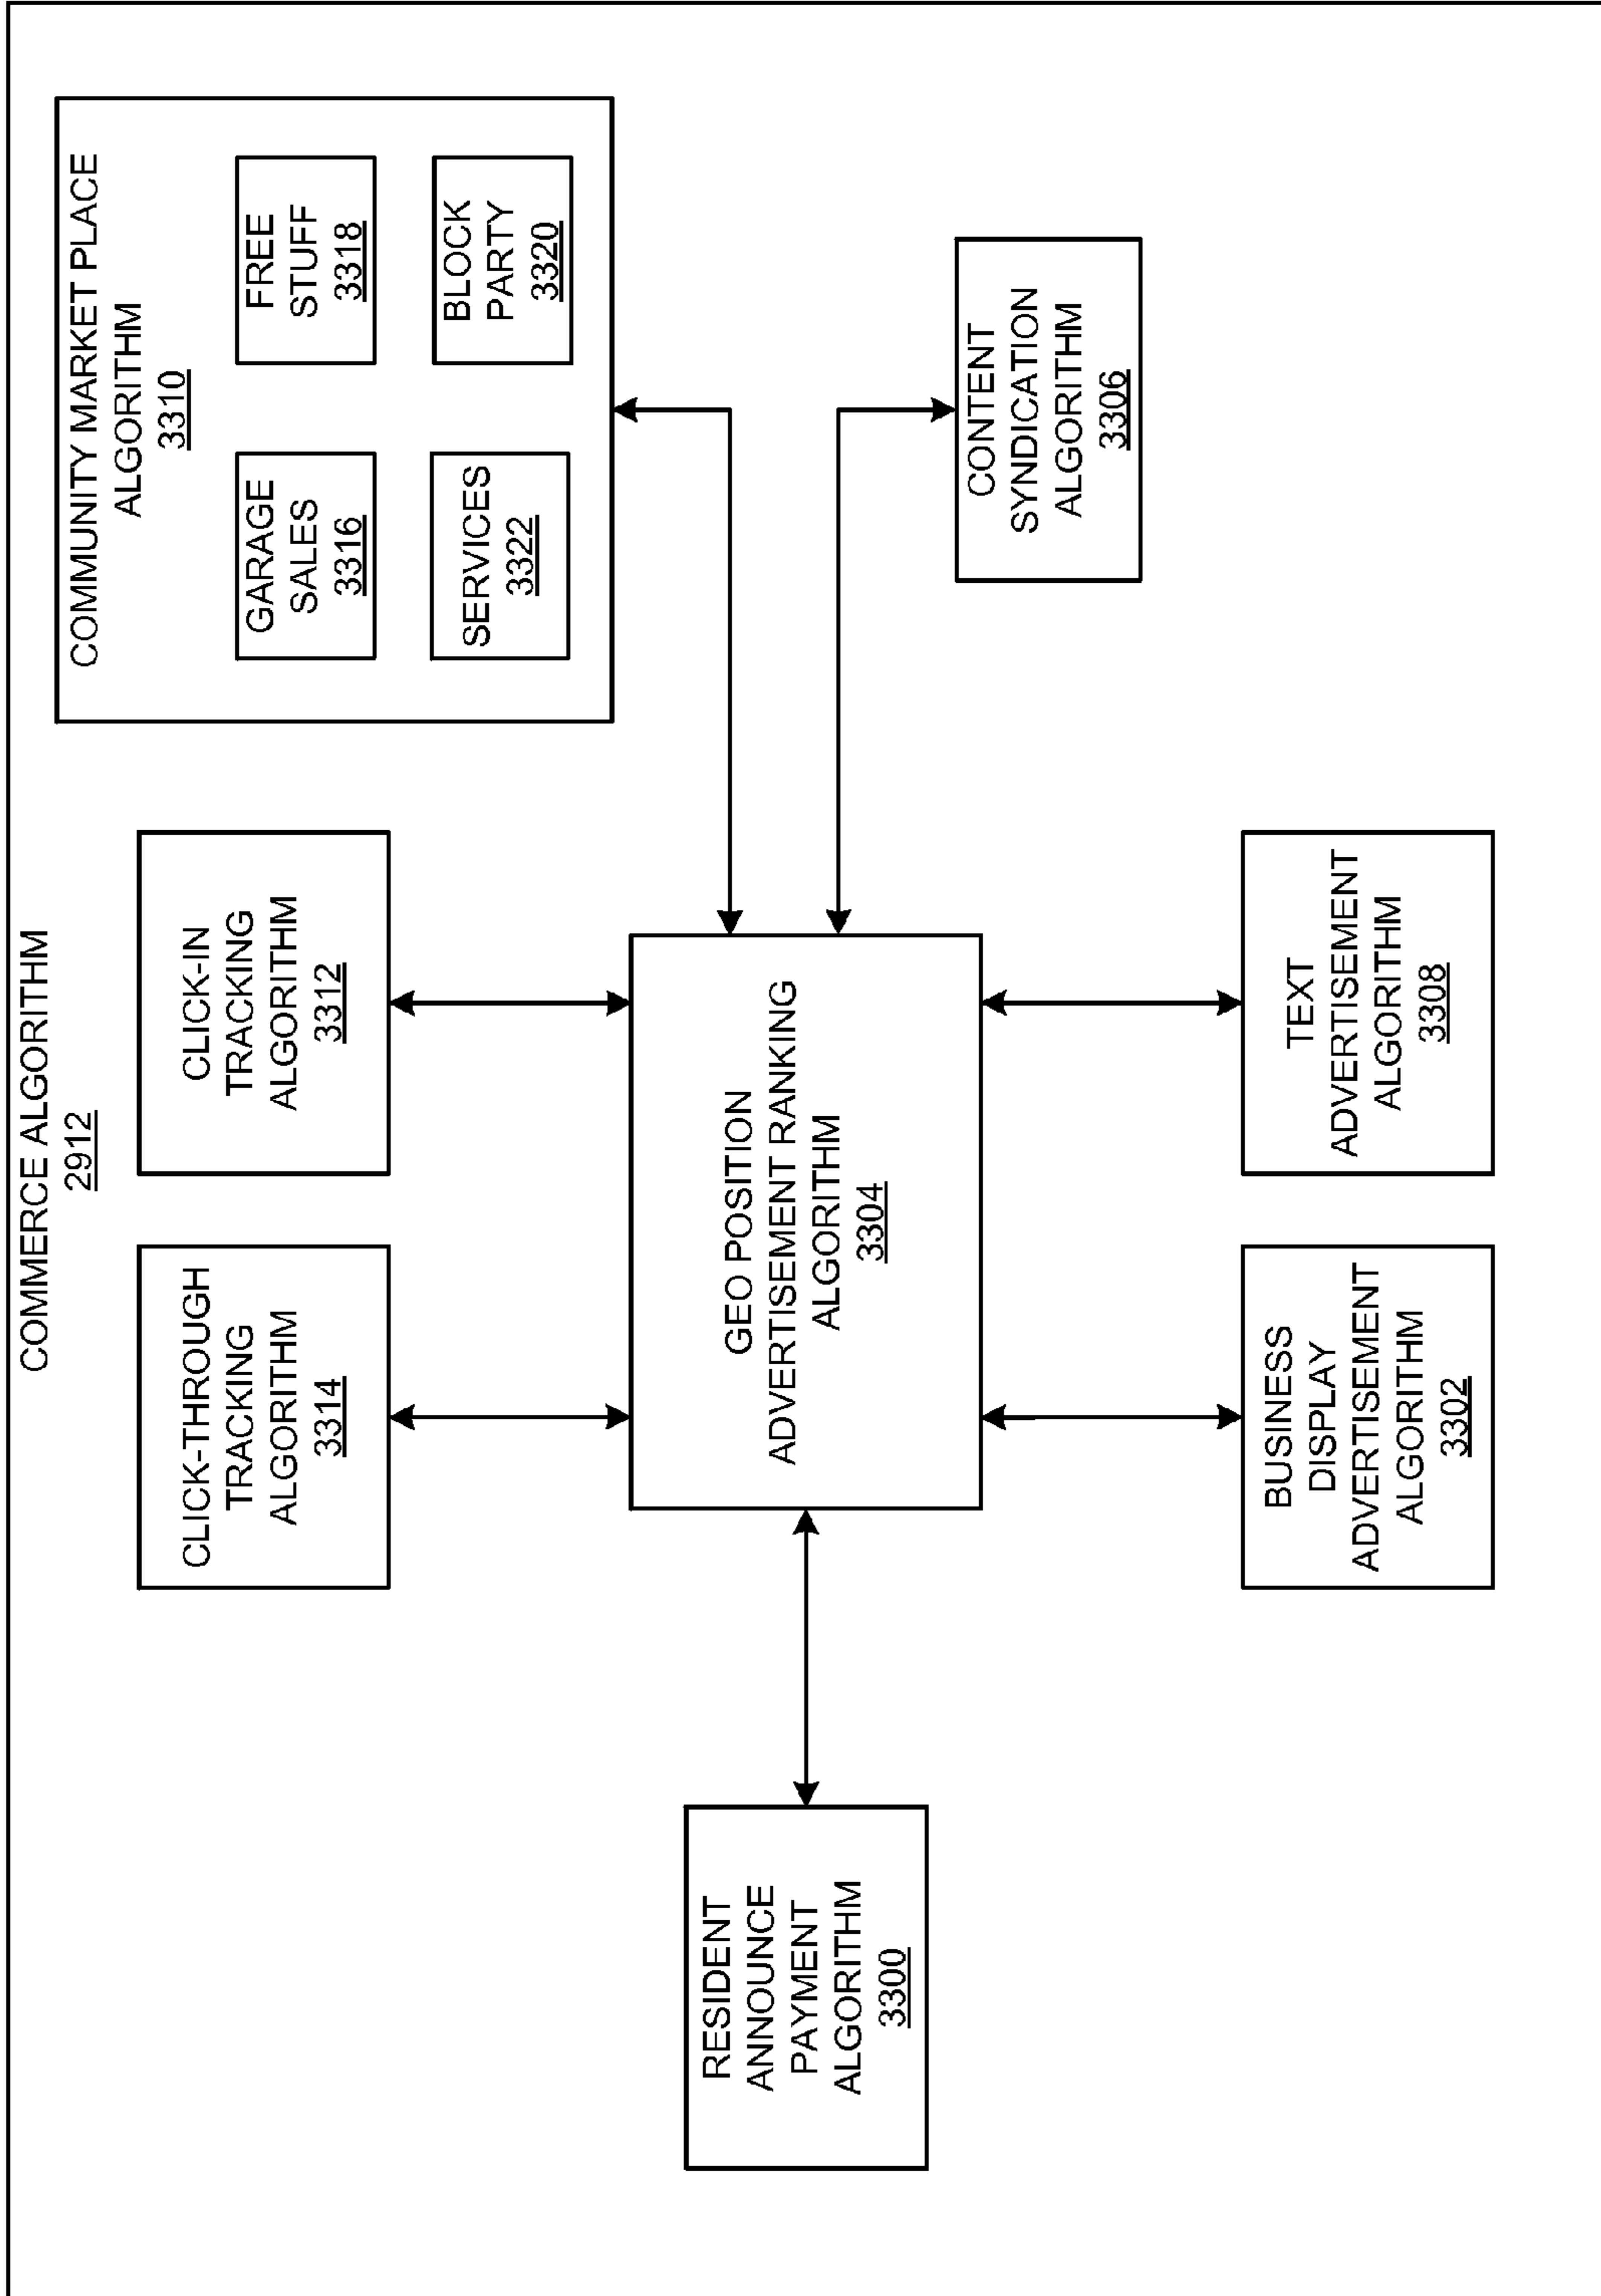 COMMERCE ALGORITHM
2912
CLICK-THROUGH
TRACKING
ALGORITHM
3314
CLICK-IN
TRACKING
ALGORITHM
3312
COMMUNITY MARKET PLACE
ALGORITHM
3310
GARAGE
SALES
3316
FREE
STUFF
3318
SERVICES
3322
BLOCK
PARTY
3320
RESIDENT
ANNOUNCE
PAYMENT
ALGORITHM
3300
GEO POSITION
ADVERTISEMENT RANKING
ALGORITHM
3304
CONTENT
SYNDICATION
ALGORITHM
3306
BUSINESS
DISPLAY
ADVERTISEMENT
ALGORITHM
3302
TEXT
ADVERTISEMENT
ALGORITHM
3308